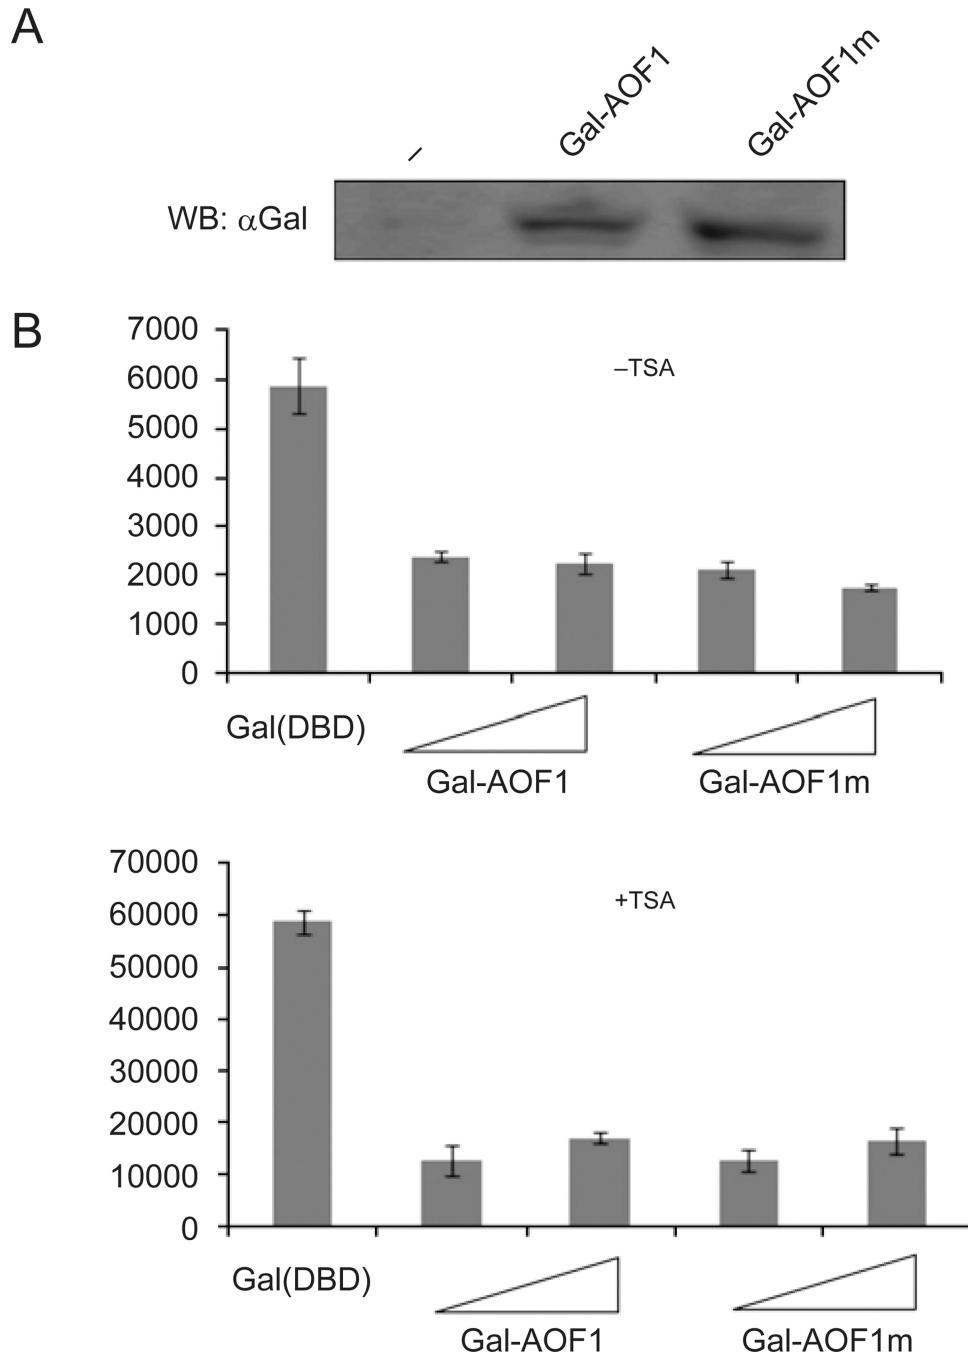 A
–
Gal-AOF1
Gal-AOF1m
WB: αGal
B
7000
6000
5000
4000
3000
2000
1000
0
–TSA
Gal(DBD)
Gal-AOF1
Gal-AOF1m
70000
60000
50000
40000
30000
20000
10000
0
+TSA
Gal(DBD)
Gal-AOF1
Gal-AOF1m